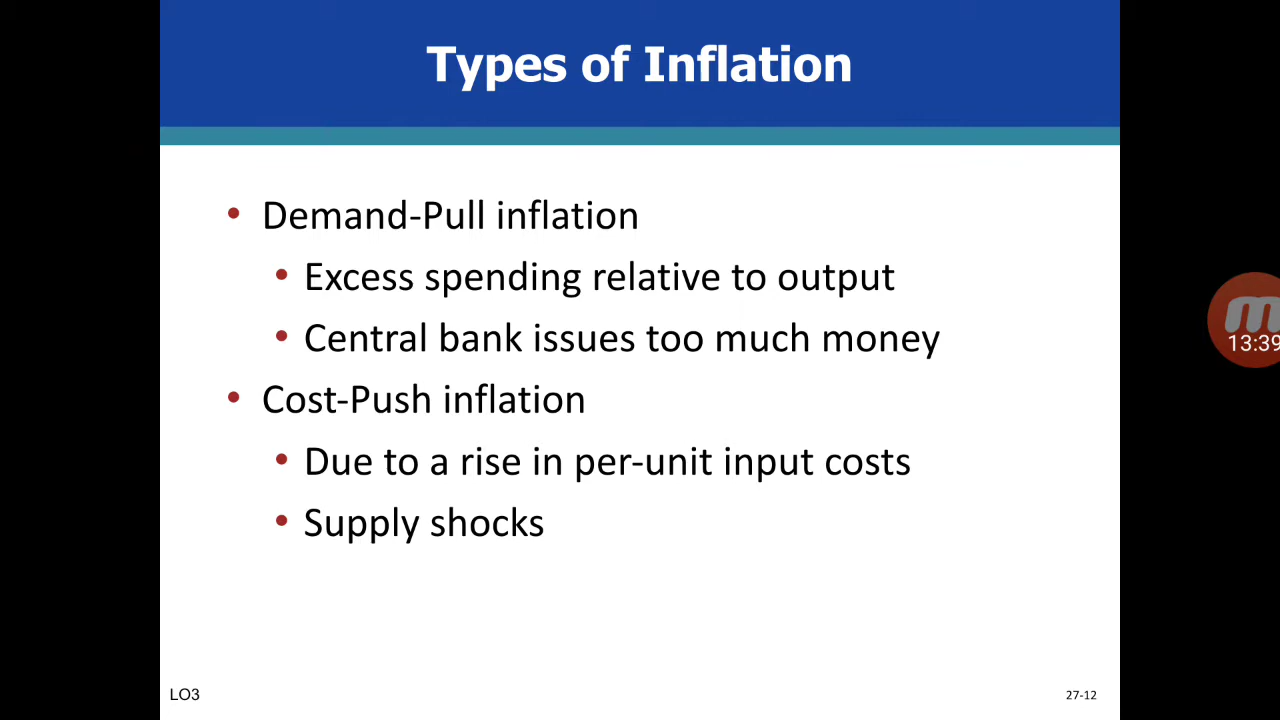 Types of Inflation
• Demand-Pull inflation
• Excess spending relative to output
• Central bank issues too much money
• Cost-Push inflation
• Due to a rise in per-unit input costs
• Supply shocks
13:39
LO3
27-12